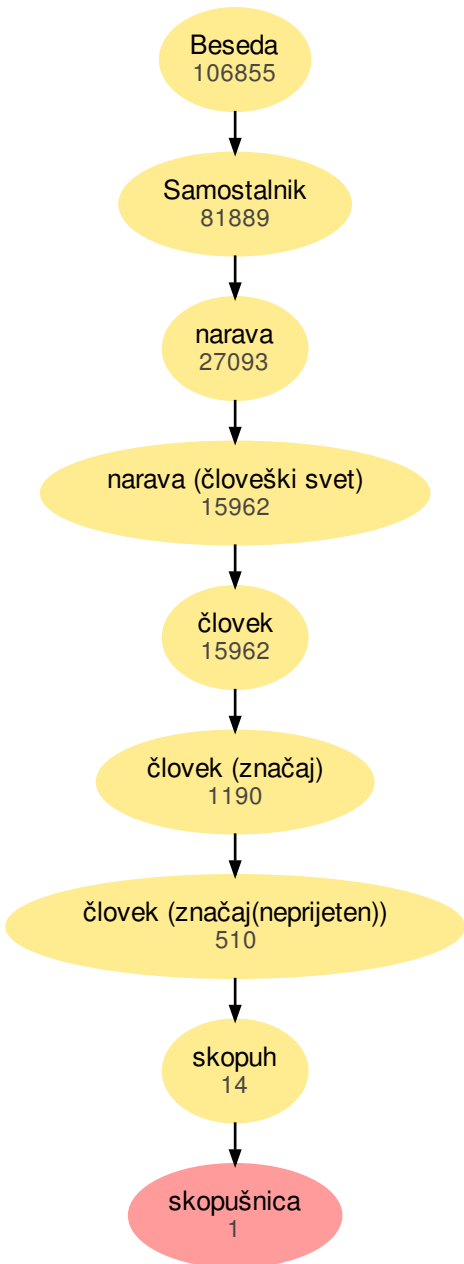 Beseda
106855
Samostalnik
81889
narava
27093
narava (človeški svet)
15962
človek
15962
človek (značaj)
1190
človek (značaj(neprijeten))
510
skopuh
14
skopušnica
1